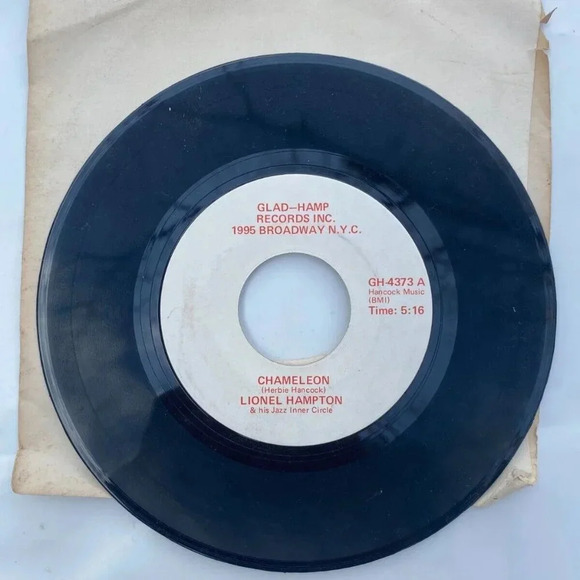 GLAD—HAMP
RECORDS INC.
1995 BROADWAY N.Y.C.
GH-4373 A
Hancock Music
(BMI)
Time: 5:16
CHAMELEON
(Herbie Hancock)
LIONEL HAMPTON
& his Jazz Inner Circle